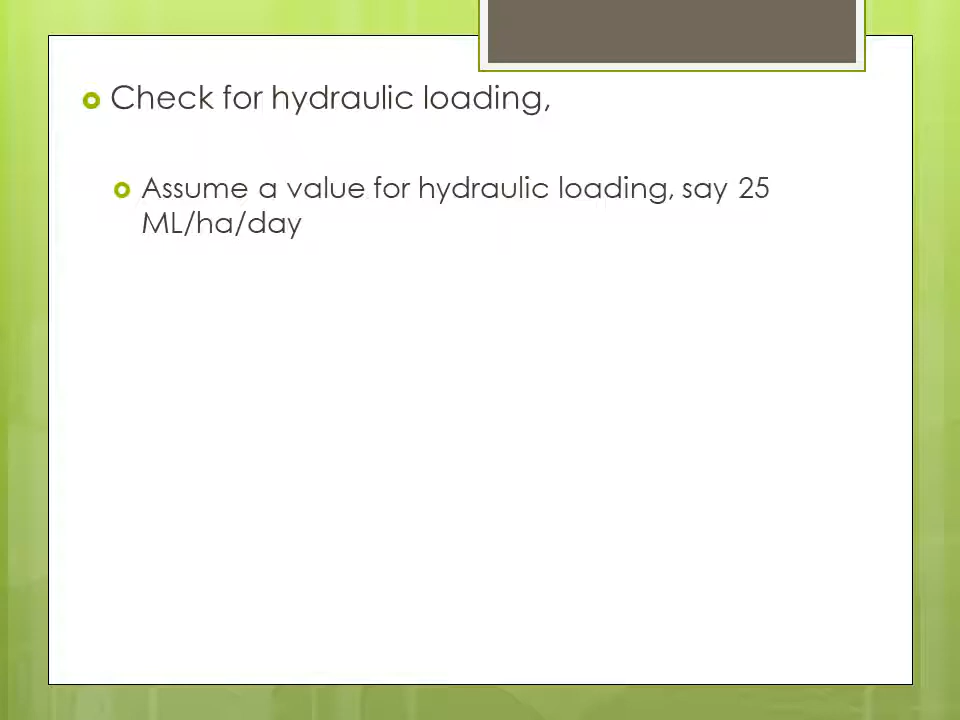 Check for hydraulic loading,
Assume a value for hydraulic loading, say 25
ML/ha/day